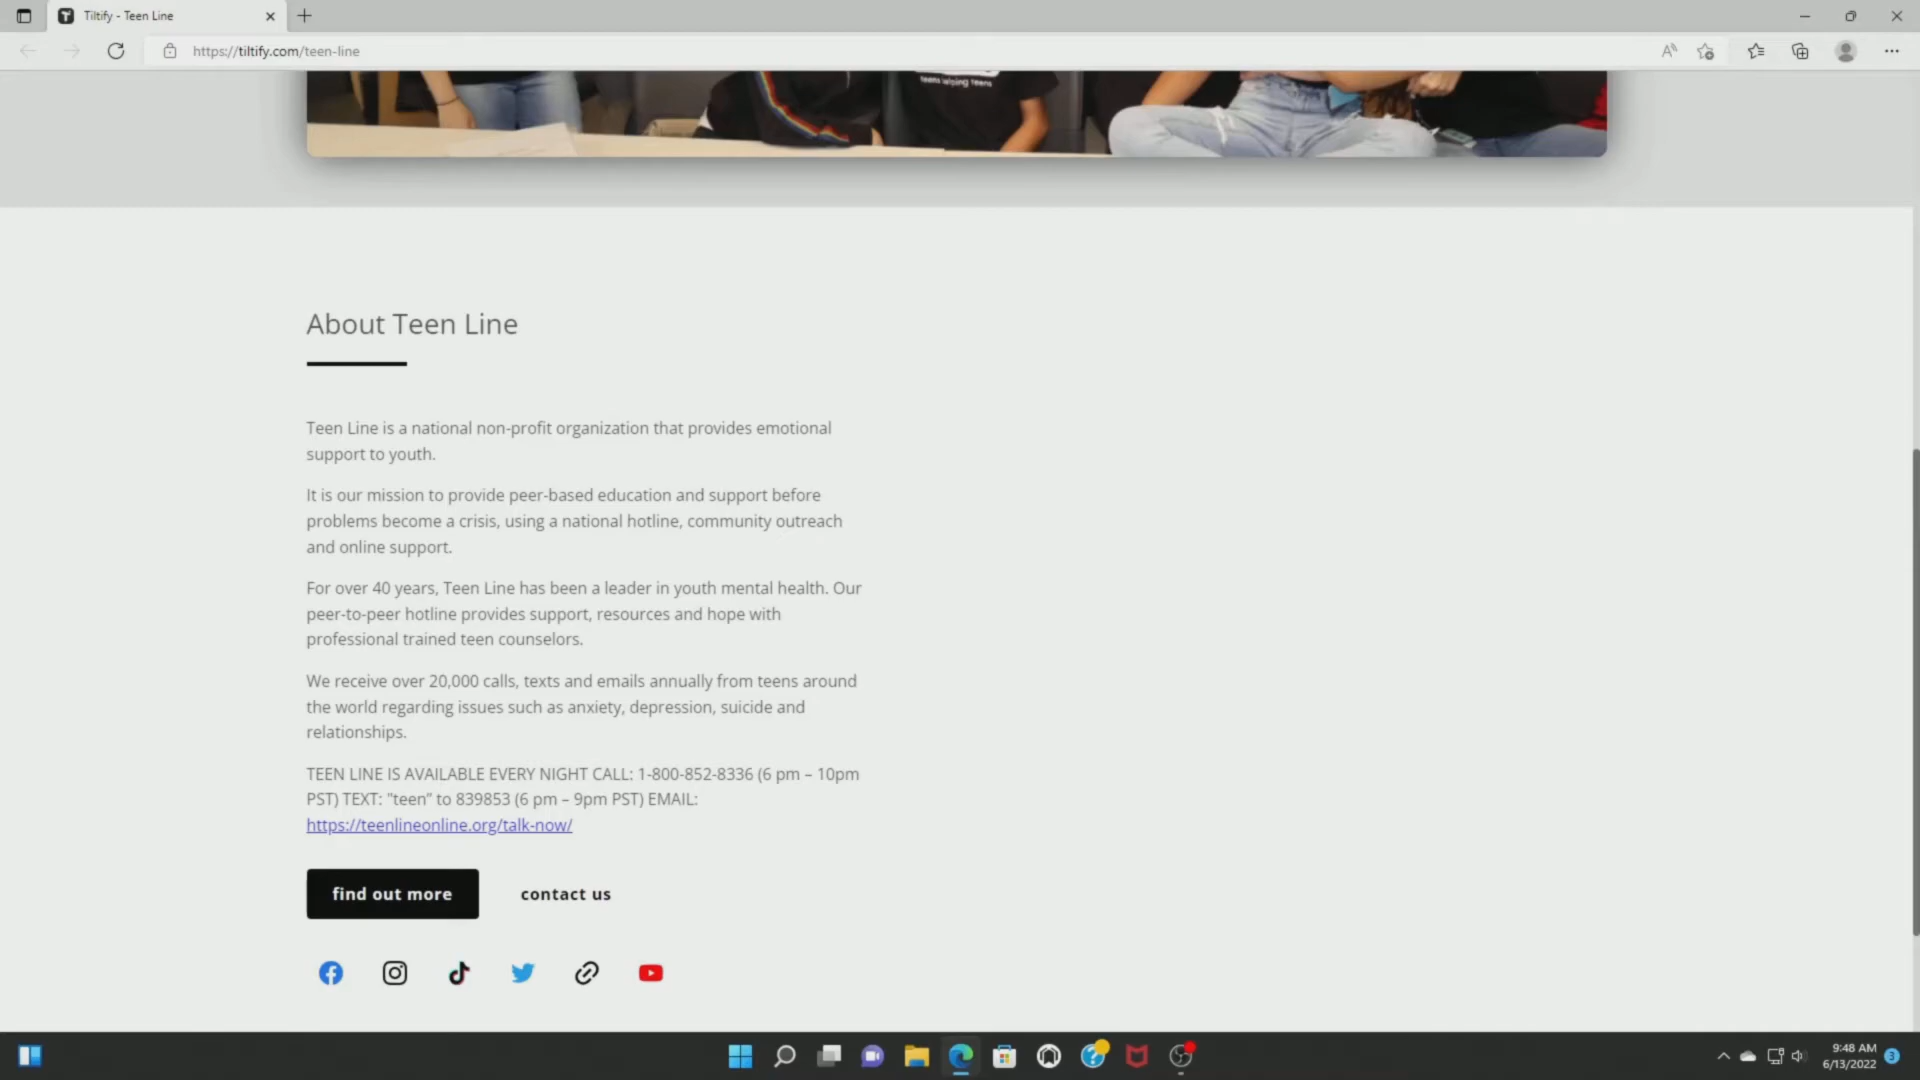 Tiltify - Teen Line
https://tiltify.com/teen-line
teens helping teens
About Teen Line
Teen Line is a national non-profit organization that provides emotional
support to youth.
It is our mission to provide peer-based education and support before
problems become a crisis, using a national hotline, community outreach
and online support.
For over 40 years, Teen Line has been a leader in youth mental health. Our
peer-to-peer hotline provides support, resources and hope with
professional trained teen counselors.
We receive over 20,000 calls, texts and emails annually from teens around
the world regarding issues such as anxiety, depression, suicide and
relationships.
TEEN LINE IS AVAILABLE EVERY NIGHT CALL: 1-800-852-8336 (6 pm – 10pm
PST) TEXT: "teen” to 839853 (6 pm – 9pm PST) EMAIL:
https://teenlineonline.org/talk-now/
find out more
contact us
9:48 AM
6/13/2022
3